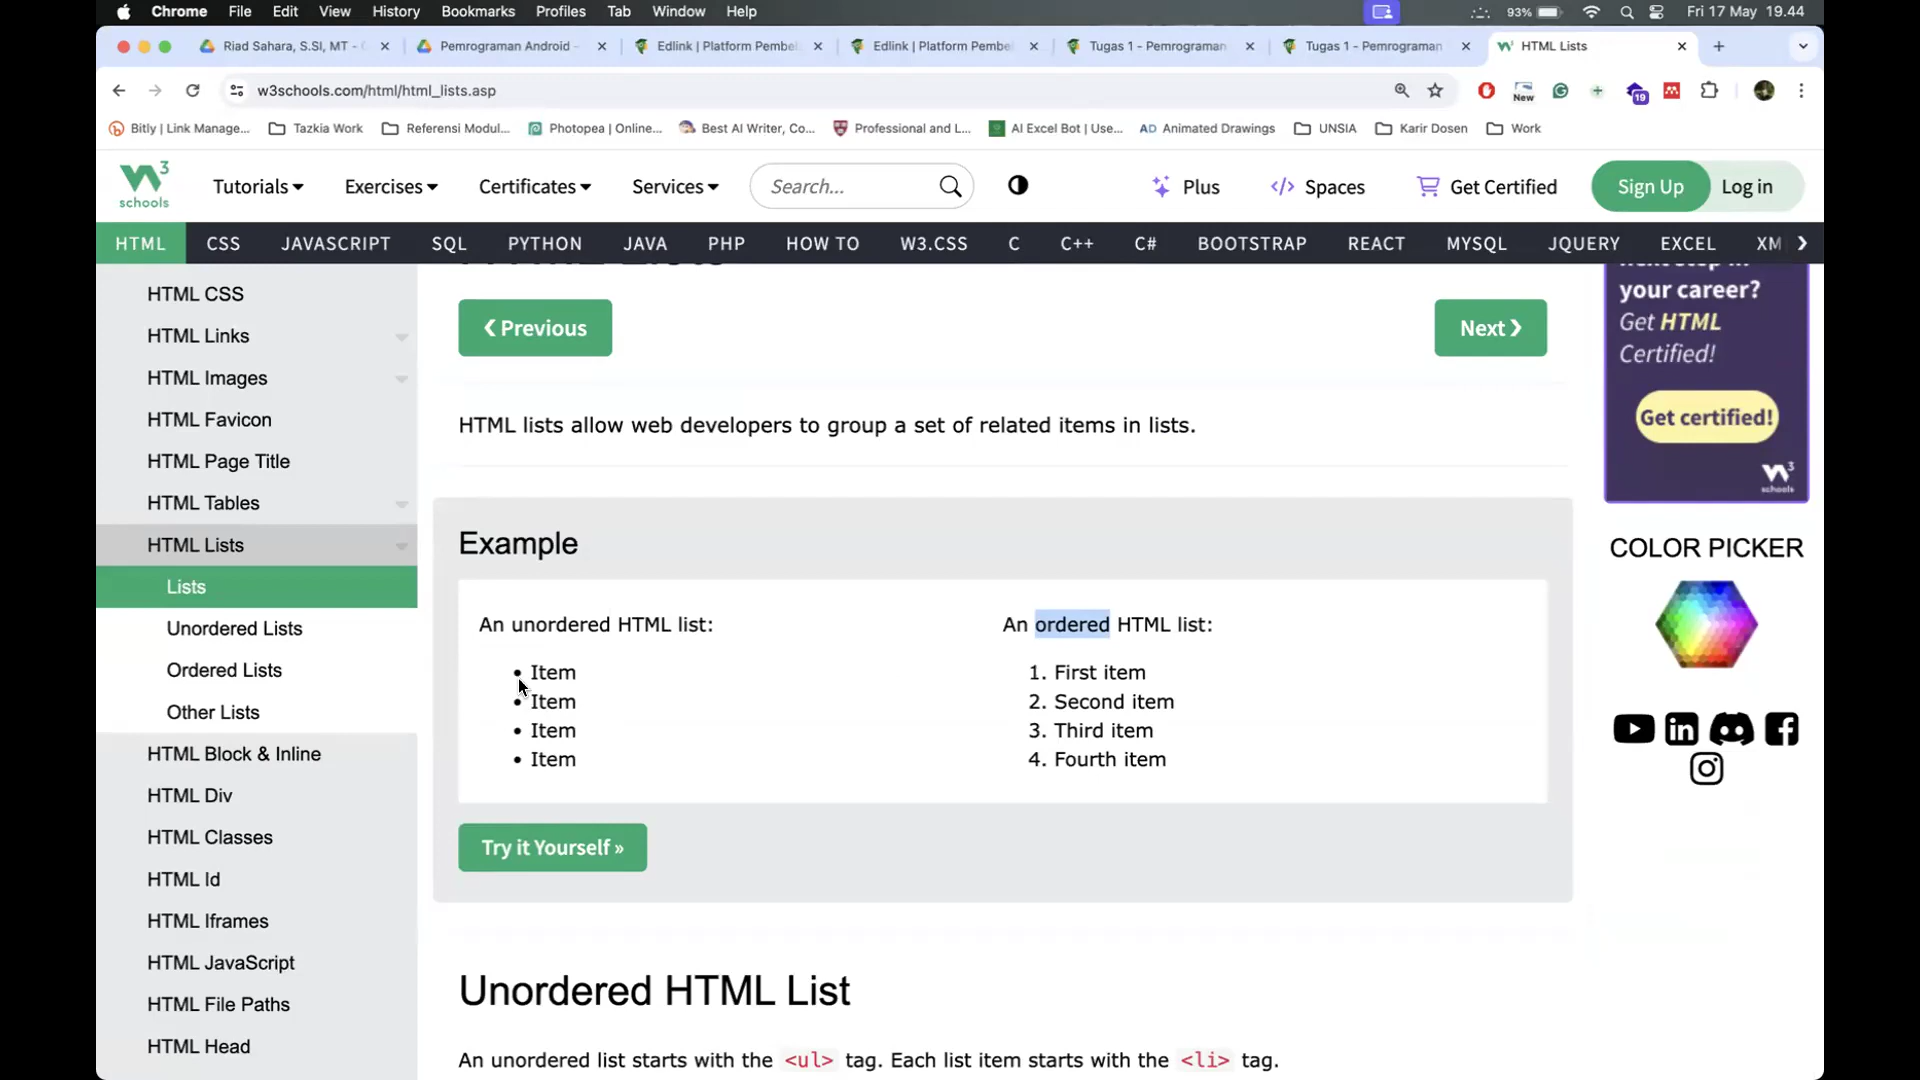 Chrome File Edit View History Bookmarks Profiles Tab Window Help 93% Fri 17 May 19.44
Riad Sahara, S.SI, MT - Pemrograman Android - Edlink | Platform Pembel Edlink | Platform Pembe Tugas 1 - Pemrograman Tugas 1 - Pemrograman HTML Lists
w3schools.com/html/html_lists.asp New 19
Bitly | Link Manage... Tazkia Work Referensi Modul... Photopea | Online... Best AI Writer, Co... Professional and L... AI Excel Bot | Use... AD Animated Drawings UNSIA Karir Dosen Work
W3 schools Tutorials Exercises Certificates Services Search... Plus Spaces Get Certified Sign Up Log in
HTML CSS JAVASCRIPT SQL PYTHON JAVA PHP HOW TO W3.CSS C C++ C# BOOTSTRAP REACT MYSQL JQUERY EXCEL XM ❯
HTML CSS
HTML Links
HTML Images
HTML Favicon
HTML Page Title
HTML Tables
HTML Lists
Lists
Unordered Lists
Ordered Lists
Other Lists
HTML Block & Inline
HTML Div
HTML Classes
HTML Id
HTML Iframes
HTML JavaScript
HTML File Paths
HTML Head
❮ Previous
Next ❯
HTML lists allow web developers to group a set of related items in lists.
Example
An unordered HTML list:
• Item
• Item
• Item
• Item
An ordered HTML list:
1. First item
2. Second item
3. Third item
4. Fourth item
Try it Yourself »
Unordered HTML List
An unordered list starts with the <ul> tag. Each list item starts with the <li> tag.
your career?
Get HTML
Certified!
Get certified!
W3 schools
COLOR PICKER